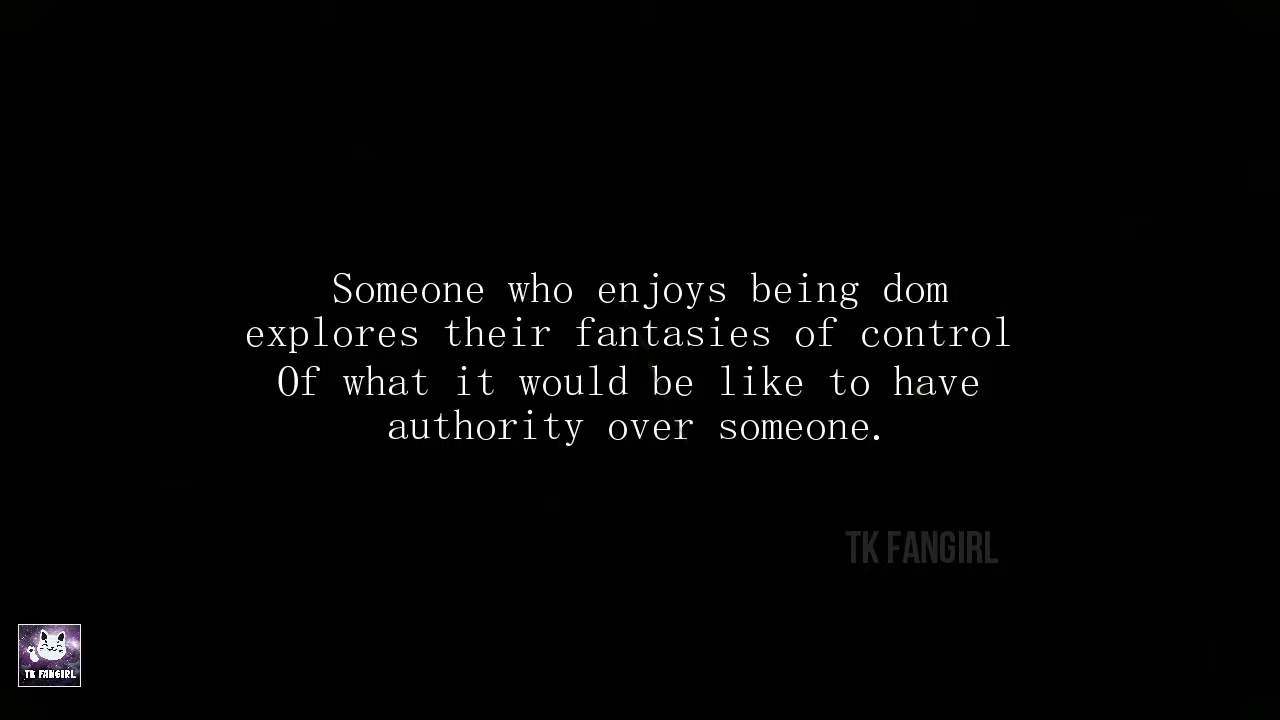 Someone who enjoys being dom
explores their fantasies of control
Of what it would be like to have
authority over someone.
TK FANGIRL
TK FANGIRL